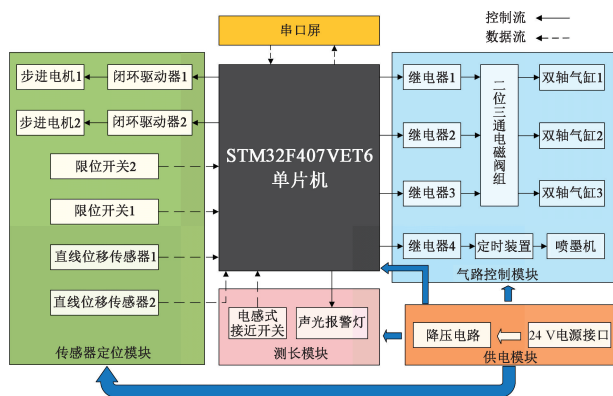 串口屏
控制流
数据流
步进电机1
闭环驱动器1
步进电机2
闭环驱动器2
限位开关2
限位开关1
直线位移传感器1
直线位移传感器2
传感器定位模块
STM32F407VET6
单片机
电感式
接近开关
声光报警灯
测长模块
继电器1
继电器2
继电器3
继电器4
二位三通电磁阀组
双轴气缸1
双轴气缸2
双轴气缸3
定时装置
喷墨机
气路控制模块
降压电路
24 V电源接口
供电模块